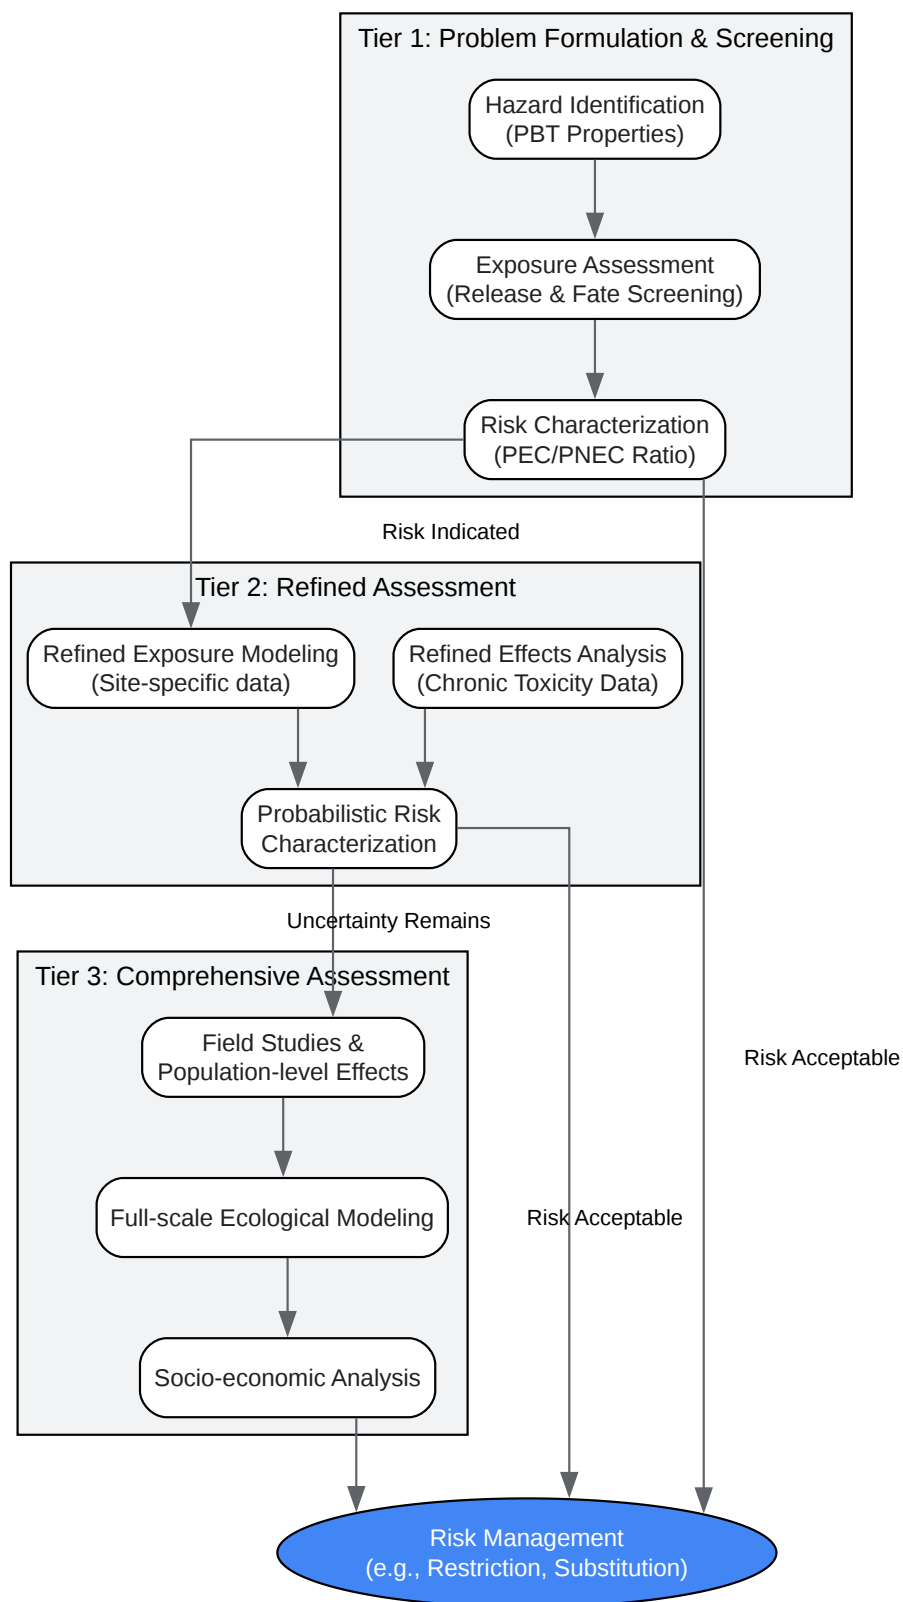 Tier 1: Problem Formulation & Screening
Hazard Identification
(PBT Properties)
Exposure Assessment
(Release & Fate Screening)
Risk Characterization
(PEC/PNEC Ratio)
Risk Indicated
Tier 2: Refined Assessment
Refined Exposure Modeling
(Site-specific data)
Refined Effects Analysis
(Chronic Toxicity Data)
Probabilistic Risk
Characterization
Uncertainty Remains
Tier 3: Comprehensive Assessment
Field Studies &
Population-level Effects
Risk Acceptable
Full-scale Ecological Modeling
Risk Acceptable
Socio-economic Analysis
Risk Management
(e.g., Restriction, Substitution)